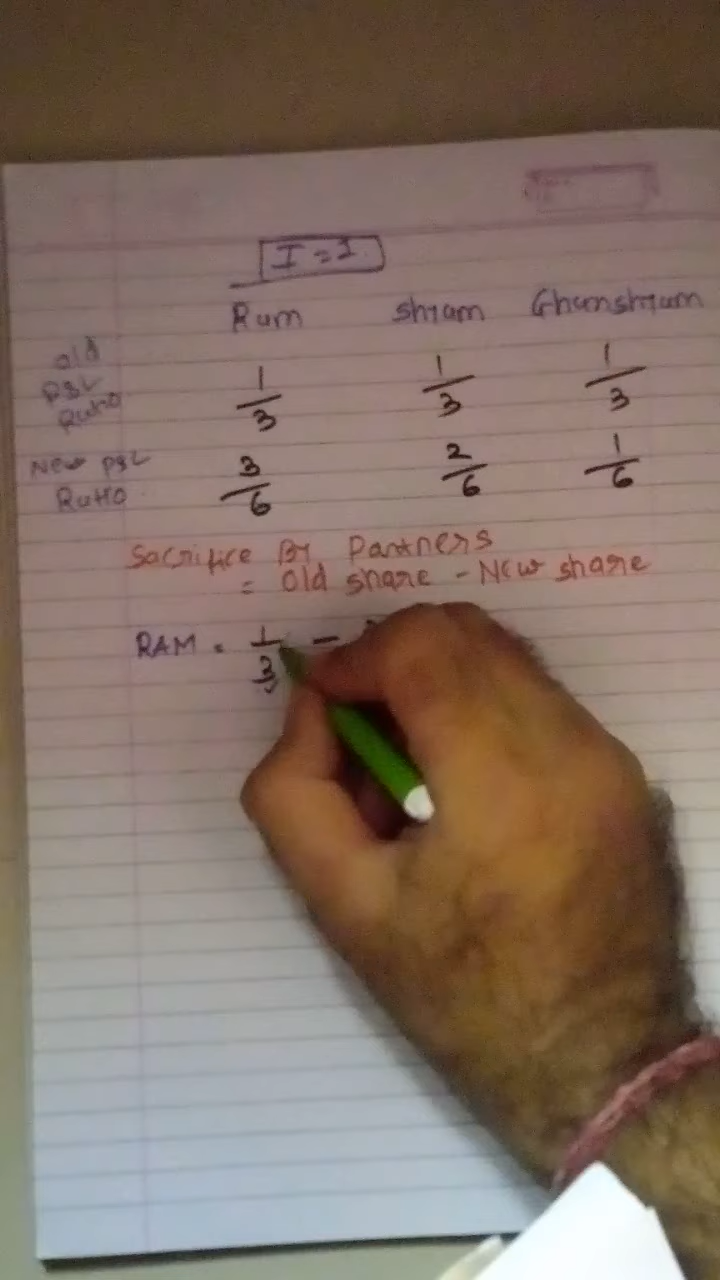 I = 1
Ram Shyam Ghanshyam
Old P&L Ratio 1/3 1/3 1/3
New P&L Ratio 3/6 2/6 1/6
Sacrifice By Partners
= Old share - New share
RAM = 1/3 -